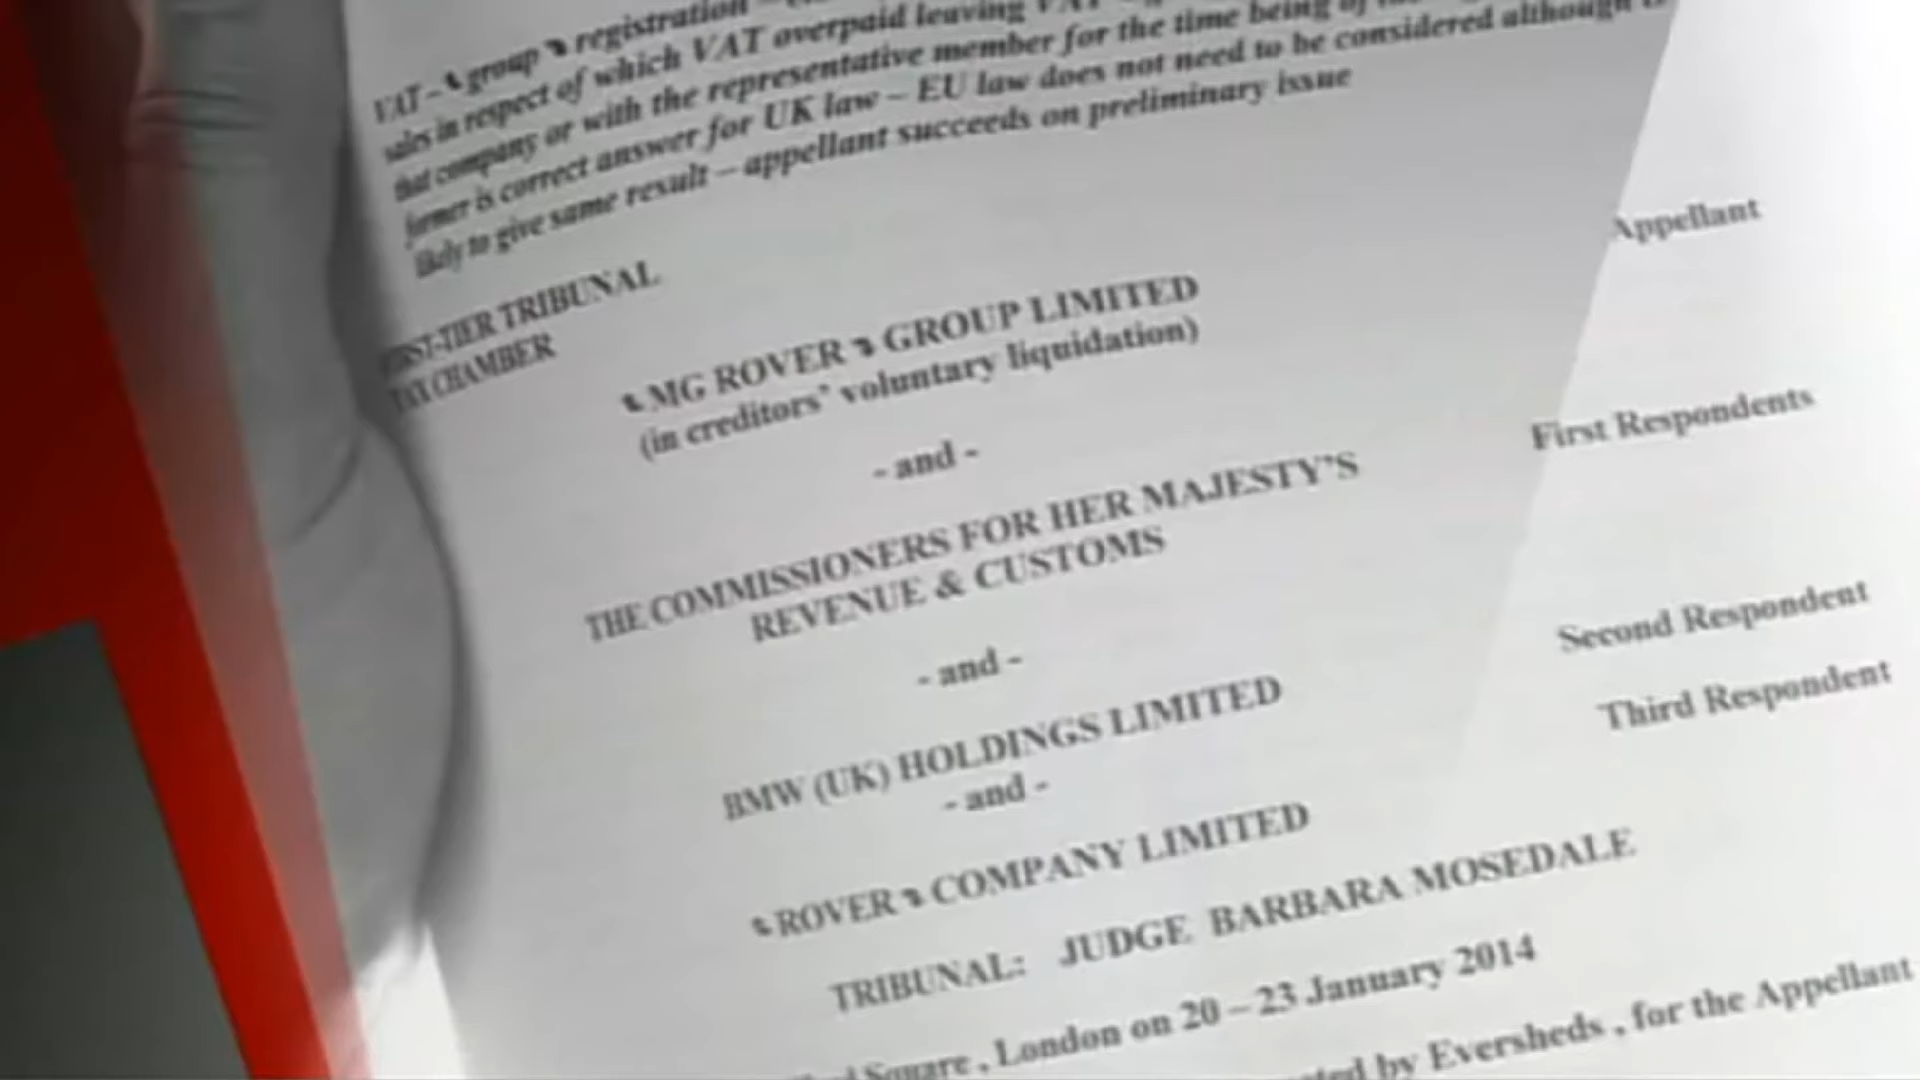 VAT – group registration –
sales in respect of which VAT overpaid leaving VAT
that company or with the representative member for the time being of
former is correct answer for UK law – EU law does not need to be considered although
likely to give same result – appellant succeeds on preliminary issue
FIRST-TIER TRIBUNAL
TAX CHAMBER
MG ROVER GROUP LIMITED
(in creditors' voluntary liquidation)
Appellant
- and -
THE COMMISSIONERS FOR HER MAJESTY'S
REVENUE & CUSTOMS
First Respondents
- and -
BMW (UK) HOLDINGS LIMITED
Second Respondent
- and -
ROVER COMPANY LIMITED
Third Respondent
TRIBUNAL: JUDGE BARBARA MOSEDALE
Square, London on 20 – 23 January 2014
by Eversheds, for the Appellant